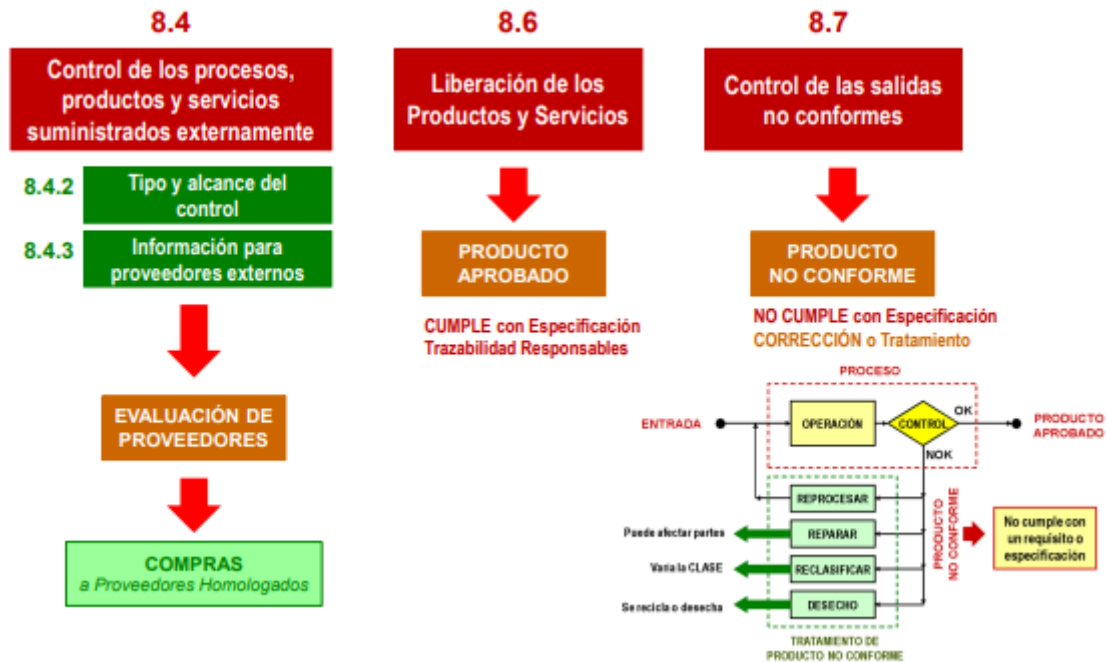 8.4
Control de los procesos,
productos y servicios
suministrados externamente
8.4.2
Tipo y alcance del
control
8.4.3
Información para
proveedores externos
EVALUACIÓN DE
PROVEEDORES
COMPRAS
a Proveedores Homologados
8.6
Liberación de los
Productos y Servicios
PRODUCTO
APROBADO
CUMPLE con Especificación
Trazabilidad Responsables
8.7
Control de las salidas
no conformes
PRODUCTO
NO CONFORME
NO CUMPLE con Especificación
CORRECCIÓN o Tratamiento
PROCESO
ENTRADA
OPERACIÓN
CONTROL
OK
PRODUCTO
APROBADO
NOK
REPROCESAR
Puede afectar partes
REPARAR
Varia la CLASE
RECLASIFICAR
Se recicla o desecha
DESECHO
PRODUCTO
NO CONFORME
No cumple con
un requisito o
especificación
TRATAMIENTO DE
PRODUCTO NO CONFORME